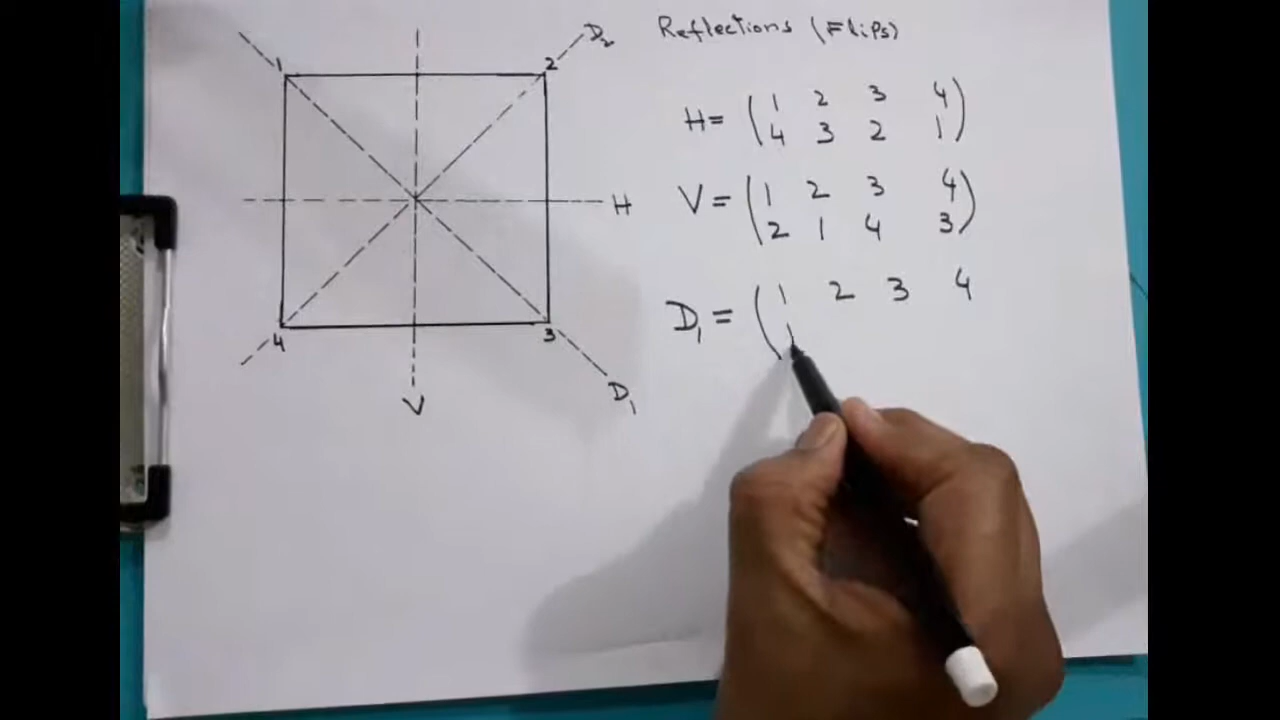 Reflections (Flips)
D2
1 2
H
4 3
V
D1
H= (1 2 3 4
4 3 2 1)
V= (1 2 3 4
2 1 4 3)
D1= (1 2 3 4
1